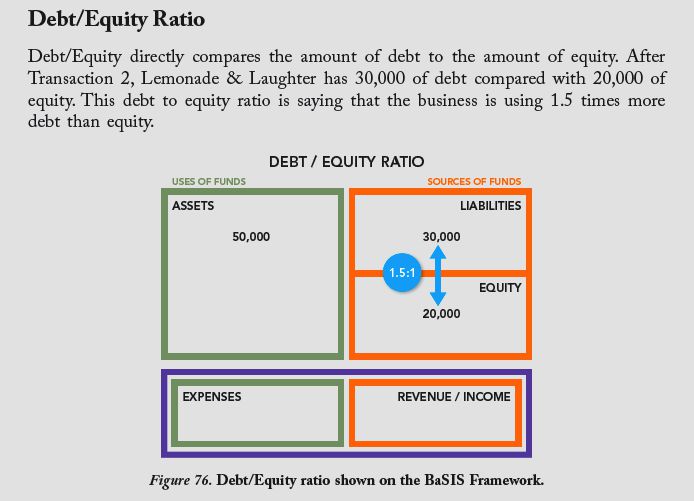 Debt/Equity Ratio
Debt/Equity directly compares the amount of debt to the amount of equity. After
Transaction 2, Lemonade & Laughter has 30,000 of debt compared with 20,000 of
equity. This debt to equity ratio is saying that the business is using 1.5 times more
debt than equity.
DEBT / EQUITY RATIO
USES OF FUNDS
SOURCES OF FUNDS
ASSETS
LIABILITIES
50,000
30,000
1.5:1
EQUITY
20,000
EXPENSES
REVENUE / INCOME
Figure 76. Debt/Equity ratio shown on the BaSIS Framework.